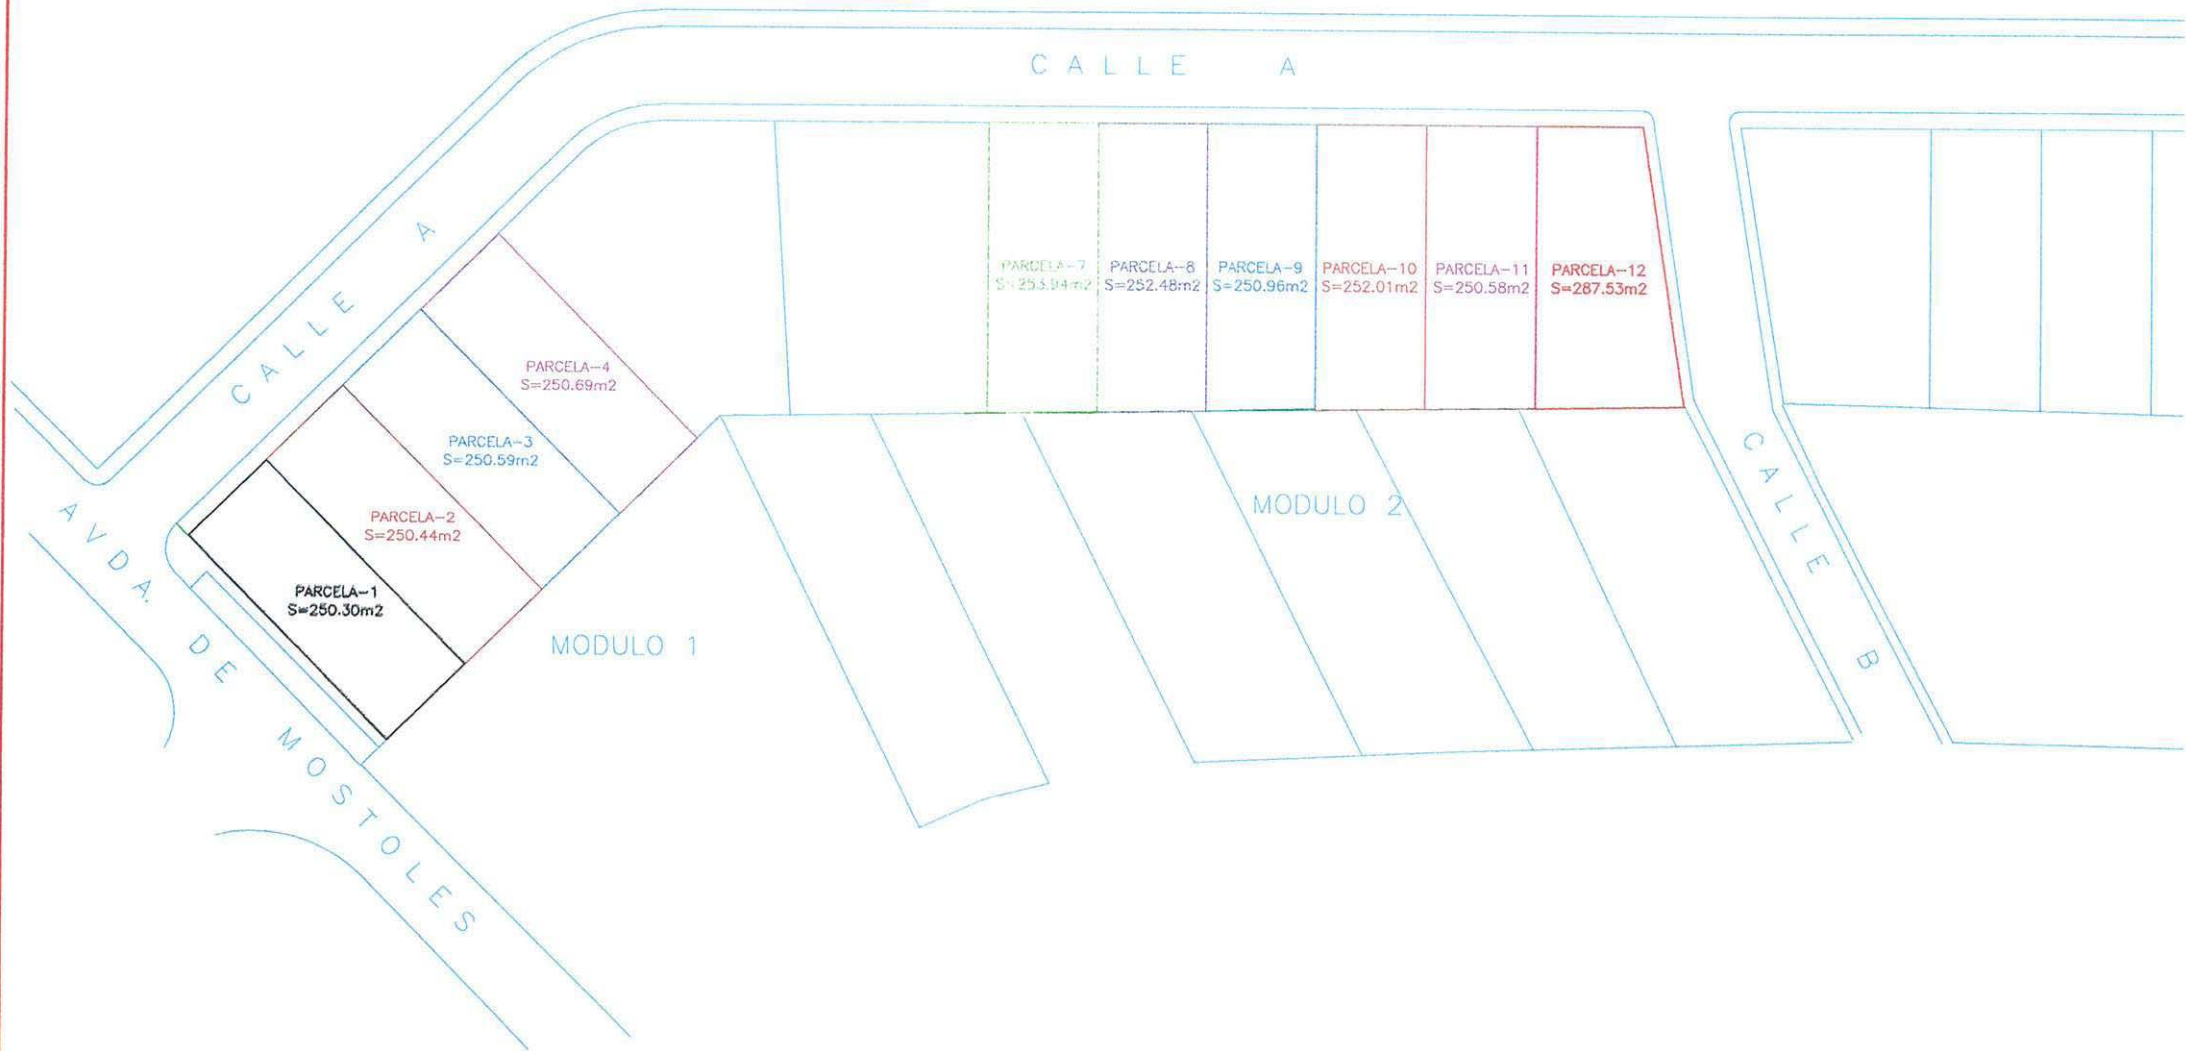 CALLE A
CALLE A
PARCELA-7
S=253.94m2
PARCELA-8
S=252.48m2
PARCELA-9
S=250.96m2
PARCELA-10
S=252.01m2
PARCELA-11
S=250.58m2
PARCELA-12
S=287.53m2
PARCELA-4
S=250.69m2
PARCELA-3
S=250.59m2
PARCELA-2
S=250.44m2
PARCELA-1
S=250.30m2
MODULO 1
MODULO 2
CALLE B
AVDA. DE MOSTOLES